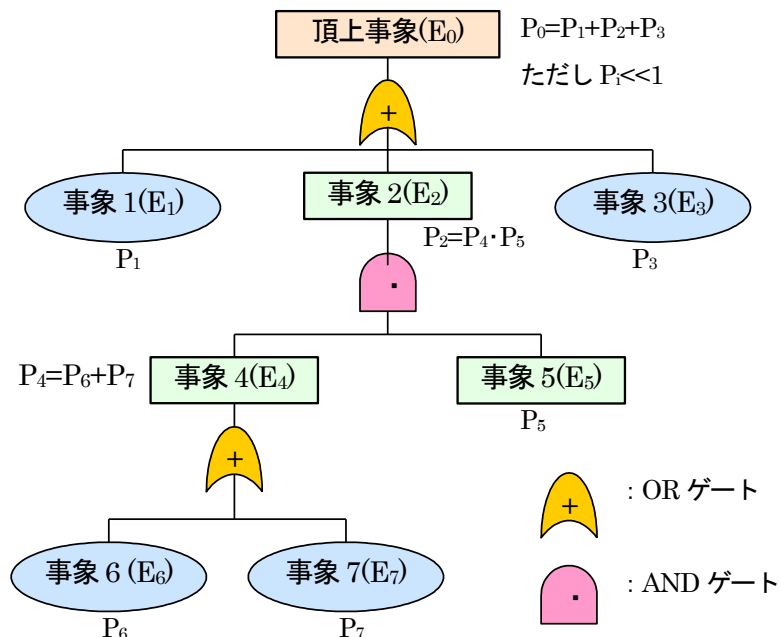 頂上事象(E₀)
P₀=P₁+P₂+P₃
ただし Pᵢ<<1
+
事象 1(E₁)
事象 2(E₂)
事象 3(E₃)
P₁
P₂=P₄·P₅
P₃
·
P₄=P₆+P₇
事象 4(E₄)
事象 5(E₅)
P₅
+
+
: OR ゲート
事象 6 (E₆)
事象 7(E₇)
·
: AND ゲート
P₆
P₇